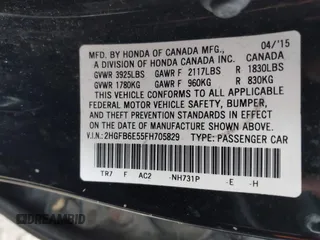 MFD. BY HONDA OF CANADA MFG., 04/15
A DIVISION OF HONDA CANADA INC. CANADA
GVWR 3925LBS GAWR F 2117LBS R 1830LBS
GVWR 1780KG GAWR F 960KG R 830KG
THIS VEHICLE CONFORMS TO ALL APPLICABLE
FEDERAL MOTOR VEHICLE SAFETY, BUMPER, AND
THEFT PREVENTION STANDARDS IN EFFECT ON
THE DATE OF MANUFACTURE SHOWN ABOVE.
V.I.N.: 2HGFB6E55FH705829 TYPE: PASSENGER CAR
TR7 F AC2 -NH731P -E -H